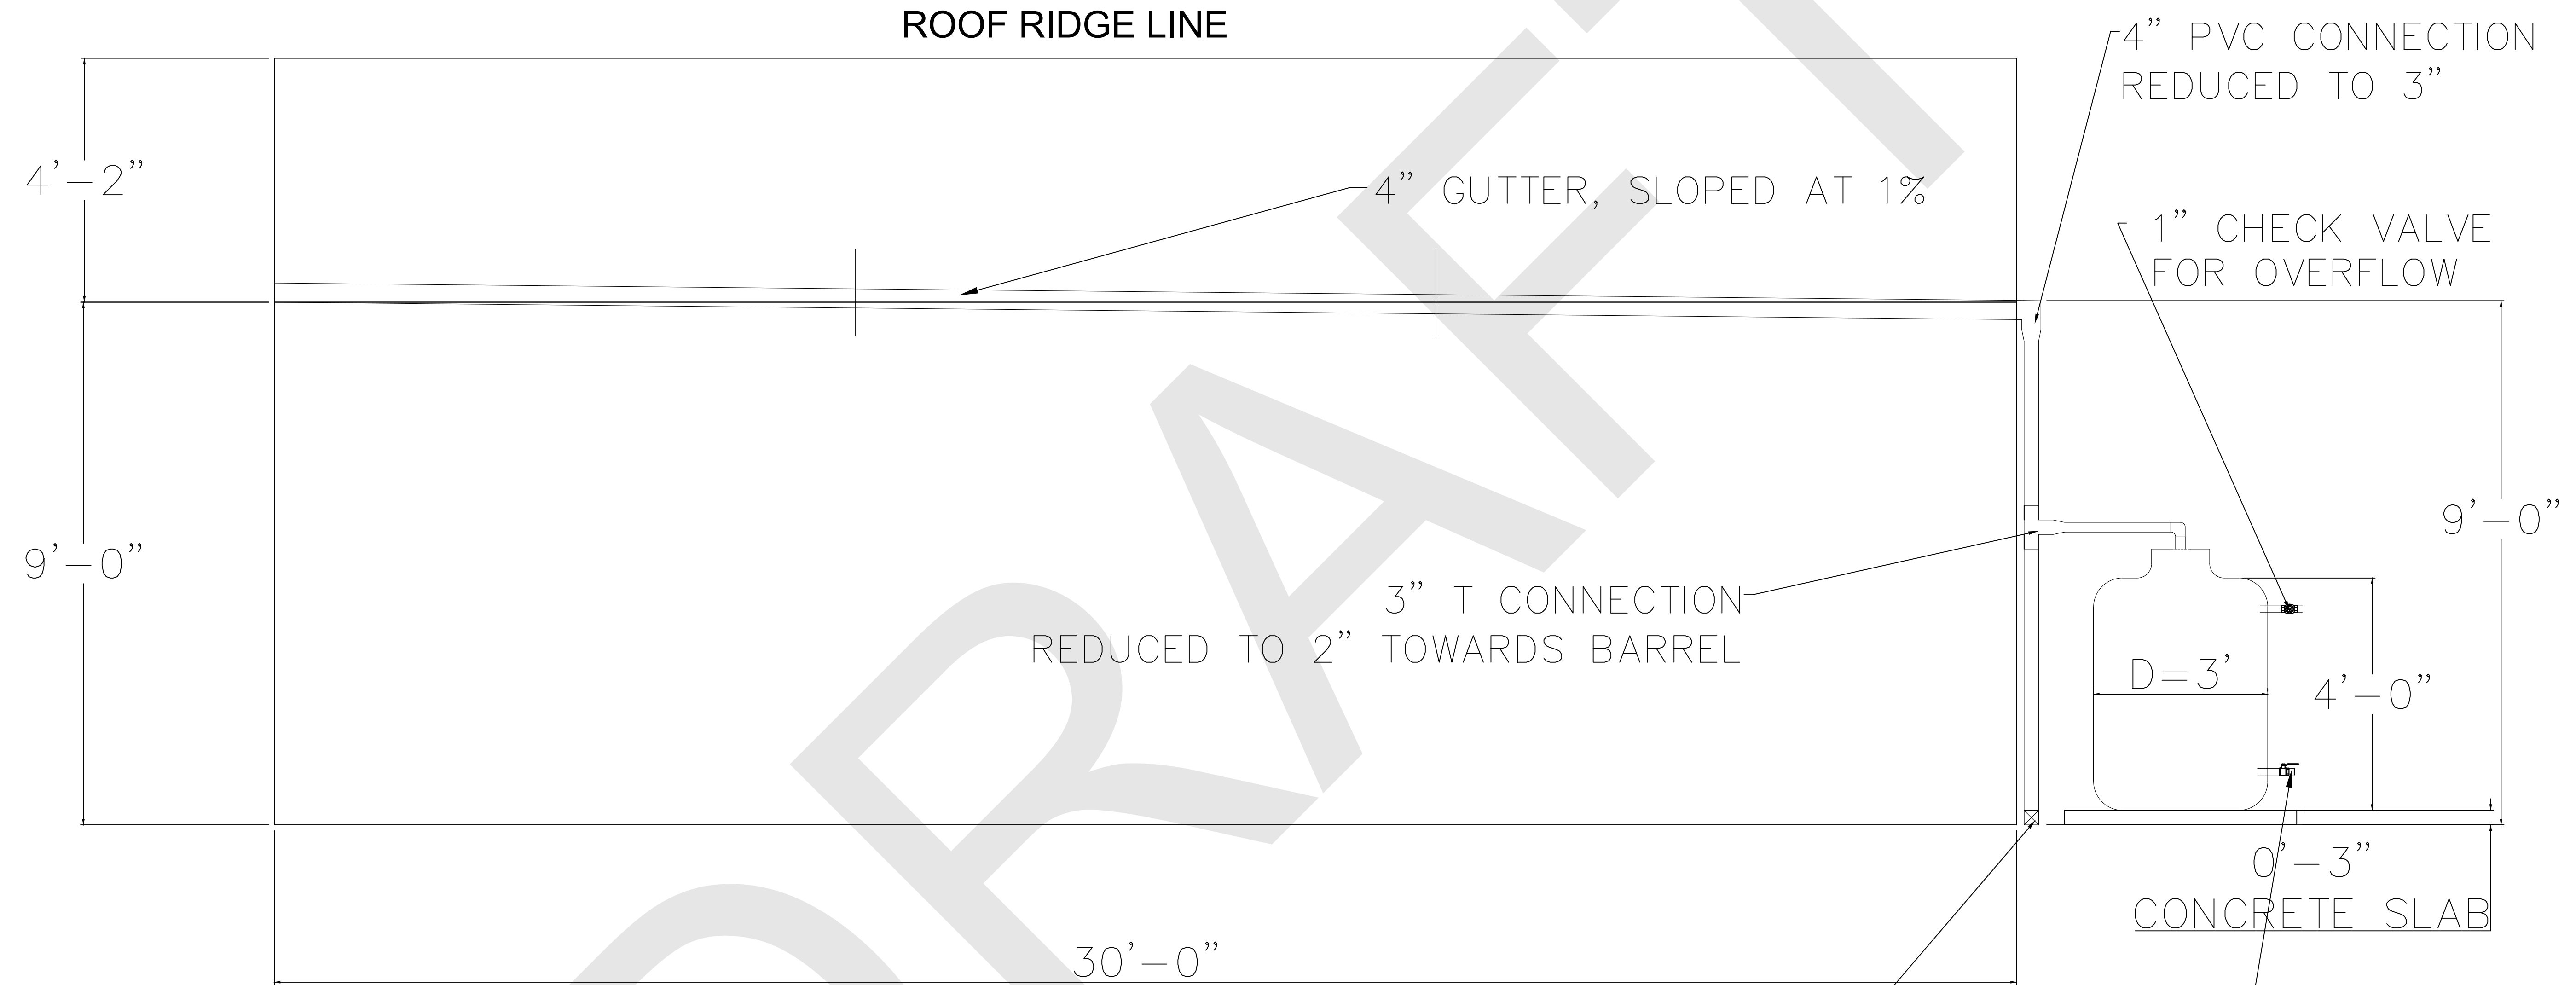 ROOF RIDGE LINE
4” PVC CONNECTION
REDUCED TO 3”
4’–2”
4” GUTTER, SLOPED AT 1%
1” CHECK VALVE
FOR OVERFLOW
9’–0”
9’–0”
3” T CONNECTION
REDUCED TO 2” TOWARDS BARREL
D=3’
4’–0”
0’–3”
CONCRETE SLAB
30’–0”
DRAFT